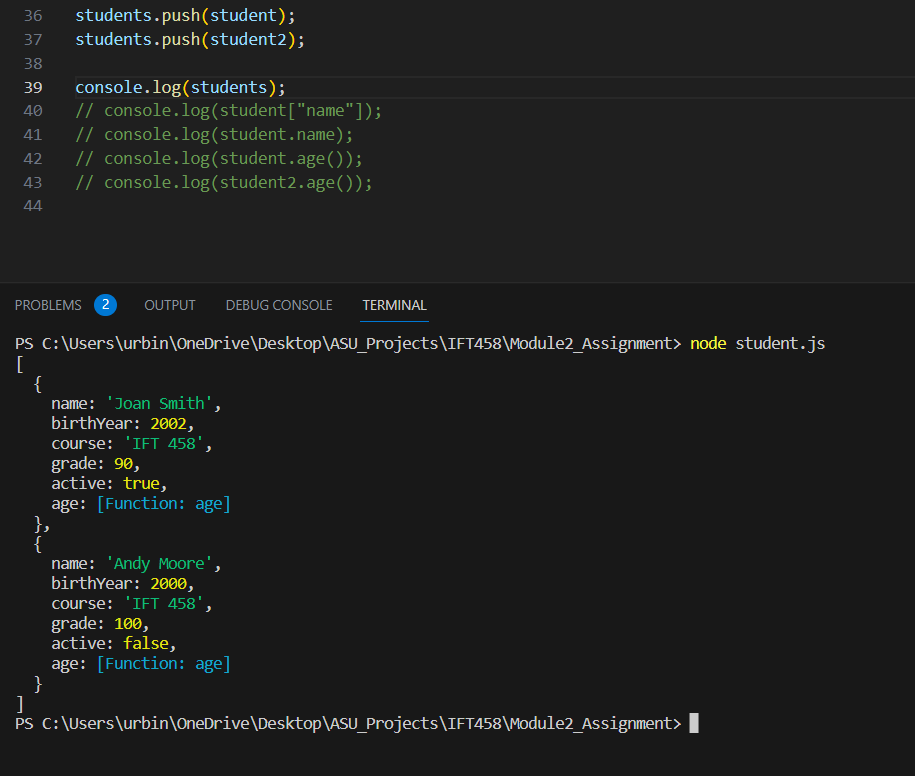 36 students.push(student);
37 students.push(student2);
38
39 console.log(students);
40 // console.log(student["name"]);
41 // console.log(student.name);
42 // console.log(student.age());
43 // console.log(student2.age());
44
PROBLEMS 2 OUTPUT DEBUG CONSOLE TERMINAL
PS C:\Users\urbin\OneDrive\Desktop\ASU_Projects\IFT458\Module2_Assignment> node student.js
[
  {
    name: 'Joan Smith',
    birthYear: 2002,
    course: 'IFT 458',
    grade: 90,
    active: true,
    age: [Function: age]
  },
  {
    name: 'Andy Moore',
    birthYear: 2000,
    course: 'IFT 458',
    grade: 100,
    active: false,
    age: [Function: age]
  }
]
PS C:\Users\urbin\OneDrive\Desktop\ASU_Projects\IFT458\Module2_Assignment>